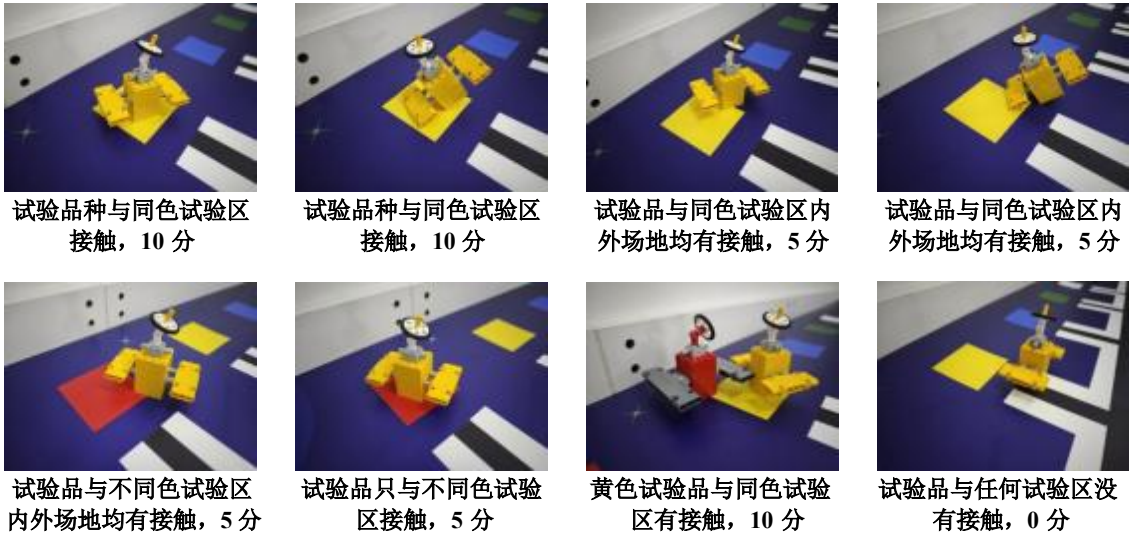 试验品种与同色试验区
接触，10 分
试验品种与同色试验区
接触，10 分
试验品与同色试验区内
外场地均有接触，5 分
试验品与同色试验区内
外场地均有接触，5 分
试验品与不同色试验区
内外场地均有接触，5 分
试验品只与不同色试验
区接触，5 分
黄色试验品与同色试验
区有接触，10 分
试验品与任何试验区没
有接触，0 分